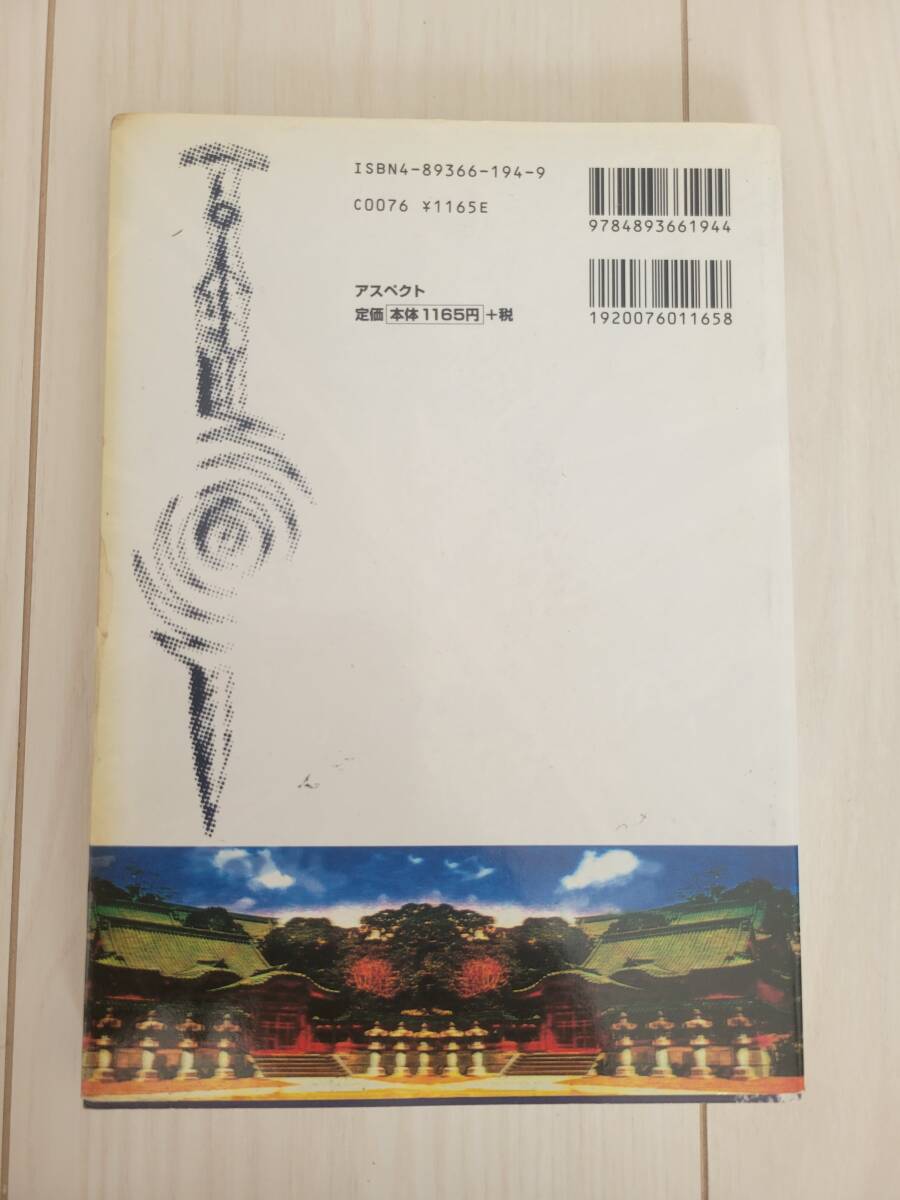 ISBN4-89366-194-9
C0076 ¥1165E
9784893661944
1920076011658
アスペクト
定価 本体1165円 +税